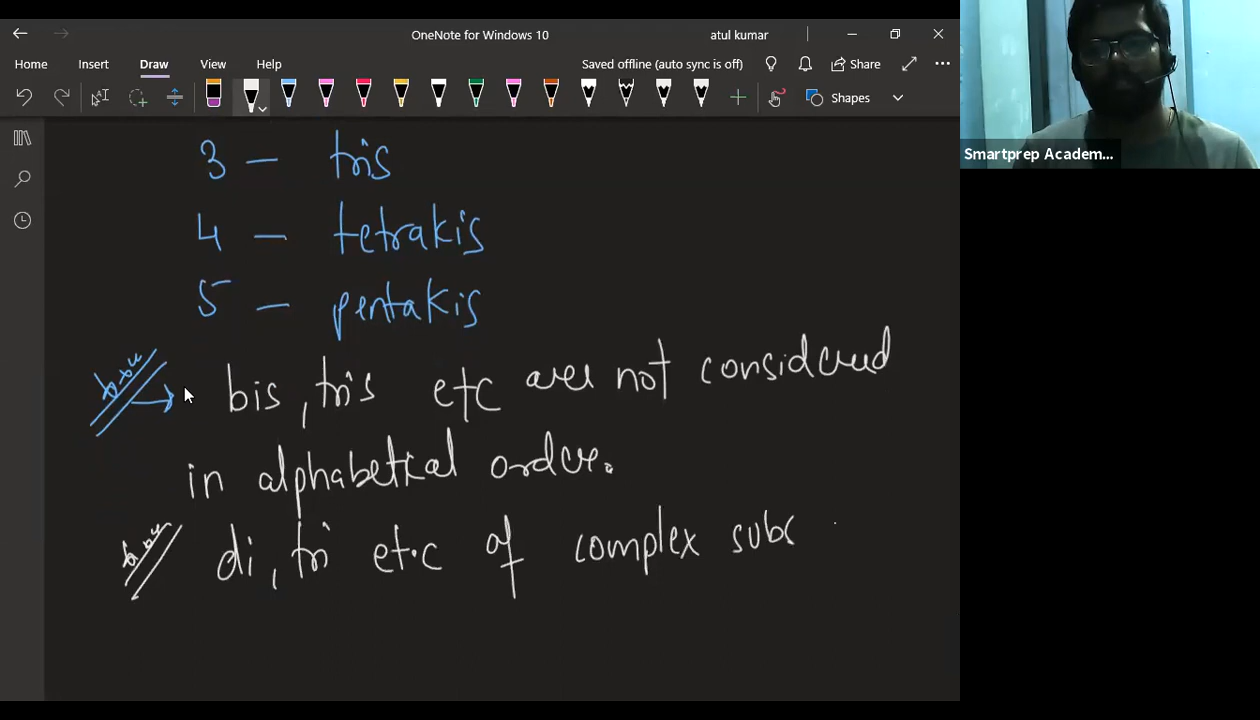 OneNote for Windows 10
atul kumar
Home Insert Draw View Help
Saved offline (auto sync is off) Share
Shapes
Smartprep Academ...
3 — tris
4 — tetrakis
5 — pentakis
bis, tris etc are not considered
in alphabetical order.
di, tri etc of complex subs